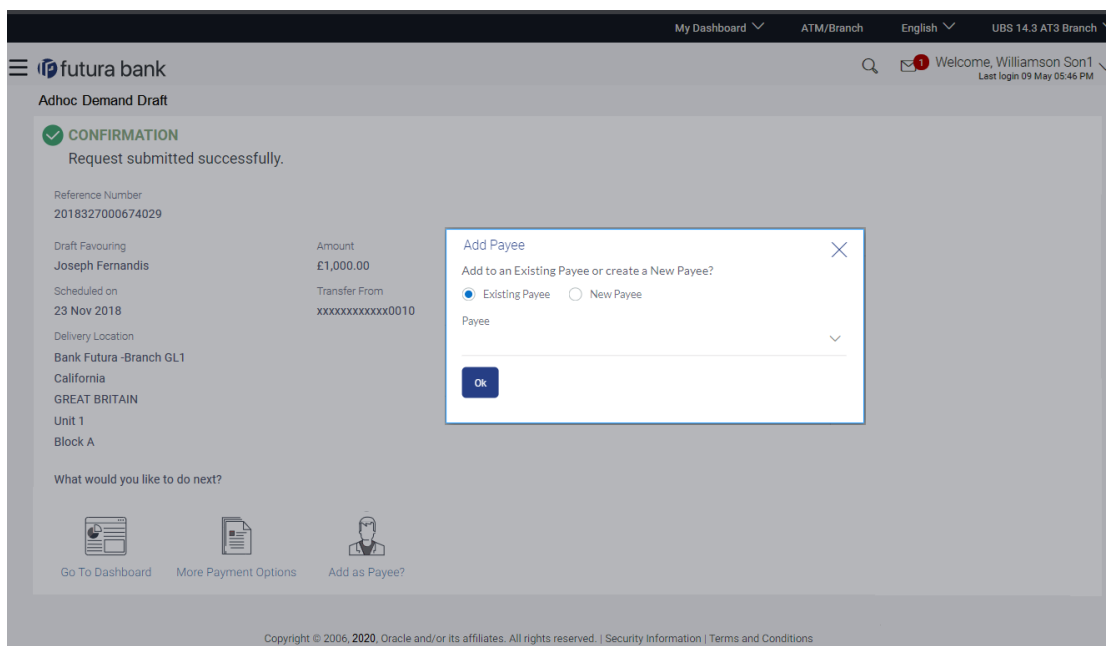 My Dashboard ATM/Branch English UBS 14.3 AT3 Branch
futura bank 1 Welcome, Williamson Son1
Last login 09 May 05:46 PM
Adhoc Demand Draft
CONFIRMATION
Request submitted successfully.
Reference Number
2018327000674029
Draft Favouring Amount
Joseph Fernandis £1,000.00
Scheduled on Transfer From
23 Nov 2018 xxxxxxxxxxxx0010
Delivery Location
Bank Futura -Branch GL1
California
GREAT BRITAIN
Unit 1
Block A
What would you like to do next?
Go To Dashboard More Payment Options Add as Payee?
Add Payee
Add to an Existing Payee or create a New Payee?
Existing Payee New Payee
Payee
Ok
Copyright © 2006, 2020, Oracle and/or its affiliates. All rights reserved. | Security Information | Terms and Conditions